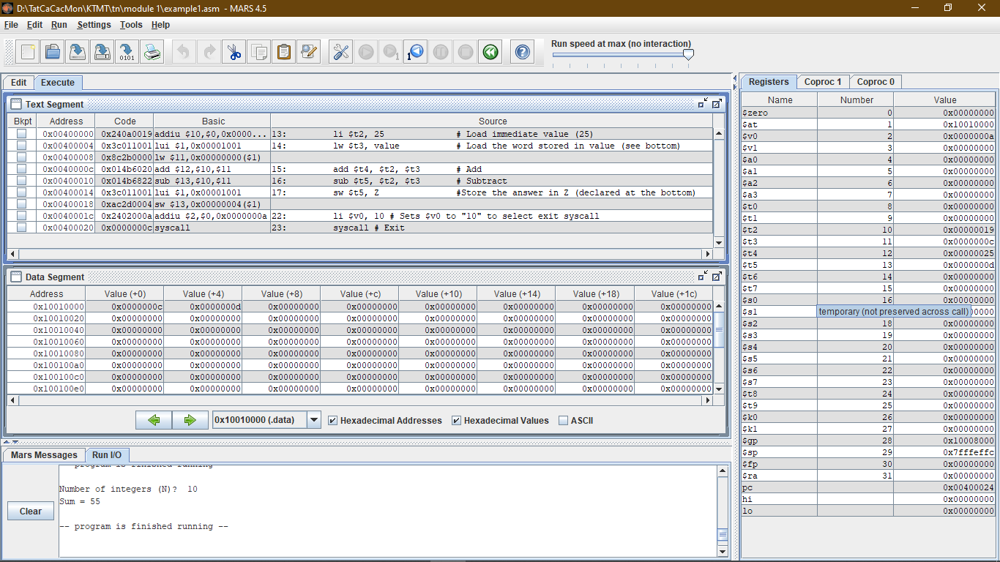 D:\TatCaCacMon\KTMT\tn\module 1\example1.asm - MARS 4.5
File Edit Run Settings Tools Help
Run speed at max (no interaction)
Edit Execute
Text Segment
Bkpt Address Code Basic Source
0x00400000 0x240a0019 addiu $10,$0,0x0000... 13: li $t2, 25 # Load immediate value (25)
0x00400004 0x3c011001 lui $1,0x00001001 14: lw $t3, value # Load the word stored in value (see bottom)
0x00400008 0x8c2b0000 lw $11,0x00000000($1)
0x0040000c 0x014b6020 add $12,$10,$11 15: add $t4, $t2, $t3 # Add
0x00400010 0x014b6822 sub $13,$10,$11 16: sub $t5, $t2, $t3 # Subtract
0x00400014 0x3c011001 lui $1,0x00001001 17: sw $t5, Z #Store the answer in Z (declared at the bottom)
0x00400018 0xac2d0004 sw $13,0x00000004($1)
0x0040001c 0x2402000a addiu $2,$0,0x0000000a 22: li $v0, 10 # Sets $v0 to "10" to select exit syscall
0x00400020 0x0000000c syscall 23: syscall # Exit
Data Segment
Address Value (+0) Value (+4) Value (+8) Value (+c) Value (+10) Value (+14) Value (+18) Value (+1c)
0x10010000 0x0000000c 0x0000000d 0x00000000 0x00000000 0x00000000 0x00000000 0x00000000 0x00000000
0x10010020 0x00000000 0x00000000 0x00000000 0x00000000 0x00000000 0x00000000 0x00000000 0x00000000
0x10010040 0x00000000 0x00000000 0x00000000 0x00000000 0x00000000 0x00000000 0x00000000 0x00000000
0x10010060 0x00000000 0x00000000 0x00000000 0x00000000 0x00000000 0x00000000 0x00000000 0x00000000
0x10010080 0x00000000 0x00000000 0x00000000 0x00000000 0x00000000 0x00000000 0x00000000 0x00000000
0x100100a0 0x00000000 0x00000000 0x00000000 0x00000000 0x00000000 0x00000000 0x00000000 0x00000000
0x100100c0 0x00000000 0x00000000 0x00000000 0x00000000 0x00000000 0x00000000 0x00000000 0x00000000
0x100100e0 0x00000000 0x00000000 0x00000000 0x00000000 0x00000000 0x00000000 0x00000000 0x00000000
0x10010000 (.data) Hexadecimal Addresses Hexadecimal Values ASCII
Mars Messages Run I/O
program is finished running
Number of integers (N)? 10
Sum = 55
-- program is finished running --
Clear
Registers Coproc 1 Coproc 0
Name Number Value
$zero 0 0x00000000
$at 1 0x10010000
$v0 2 0x0000000a
$v1 3 0x00000000
$a0 4 0x00000000
$a1 5 0x00000000
$a2 6 0x00000000
$a3 7 0x00000000
$t0 8 0x00000000
$t1 9 0x00000000
$t2 10 0x00000019
$t3 11 0x0000000c
$t4 12 0x00000025
$t5 13 0x0000000d
$t6 14 0x00000000
$t7 15 0x00000000
$s0 16 0x00000000
$s1 temporary (not preserved across call) 00000
$s2 18 0x00000000
$s3 19 0x00000000
$s4 20 0x00000000
$s5 21 0x00000000
$s6 22 0x00000000
$s7 23 0x00000000
$t8 24 0x00000000
$t9 25 0x00000000
$k0 26 0x00000000
$k1 27 0x00000000
$gp 28 0x10008000
$sp 29 0x7fffeffc
$fp 30 0x00000000
$ra 31 0x00000000
pc 0x00400024
hi 0x00000000
lo 0x00000000